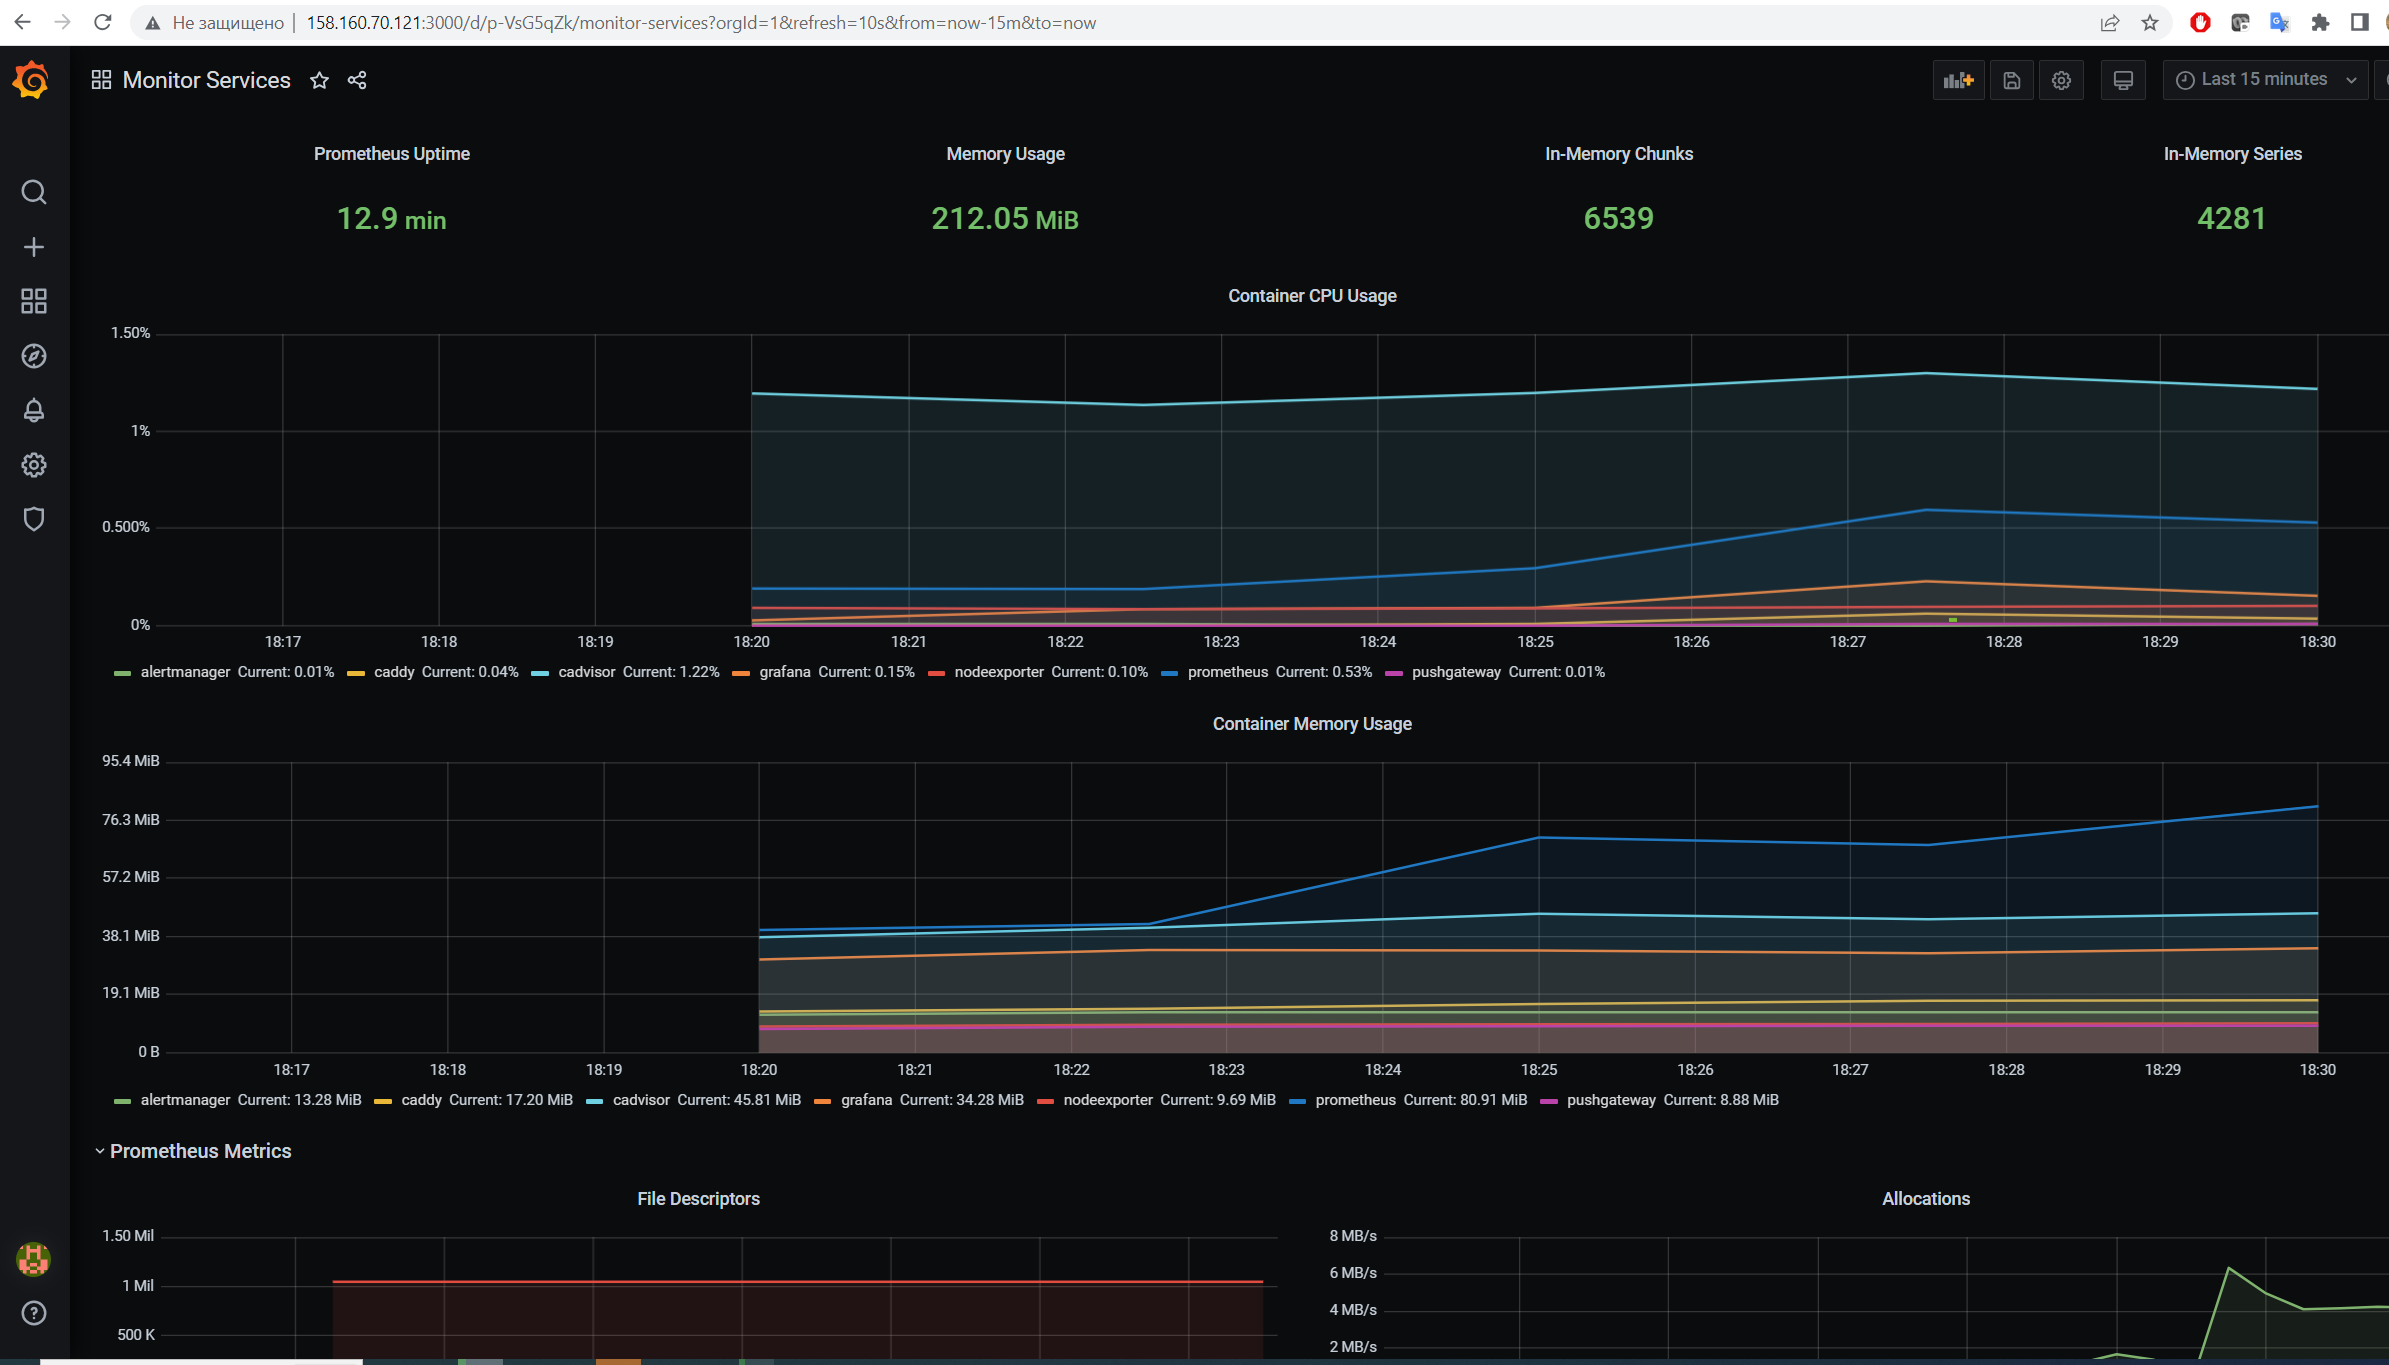 Не защищено | 158.160.70.121:3000/d/p-VsG5qZk/monitor-services?orgId=1&refresh=10s&from=now-15m&to=now
Monitor Services
Last 15 minutes
Prometheus Uptime
Memory Usage
In-Memory Chunks
In-Memory Series
12.9 min
212.05 MiB
6539
4281
Container CPU Usage
1.50%
1%
0.500%
0%
18:17 18:18 18:19 18:20 18:21 18:22 18:23 18:24 18:25 18:26 18:27 18:28 18:29 18:30
alertmanager Current: 0.01% caddy Current: 0.04% cadvisor Current: 1.22% grafana Current: 0.15% nodeexporter Current: 0.10% prometheus Current: 0.53% pushgateway Current: 0.01%
Container Memory Usage
95.4 MiB
76.3 MiB
57.2 MiB
38.1 MiB
19.1 MiB
0 B
18:17 18:18 18:19 18:20 18:21 18:22 18:23 18:24 18:25 18:26 18:27 18:28 18:29 18:30
alertmanager Current: 13.28 MiB caddy Current: 17.20 MiB cadvisor Current: 45.81 MiB grafana Current: 34.28 MiB nodeexporter Current: 9.69 MiB prometheus Current: 80.91 MiB pushgateway Current: 8.88 MiB
Prometheus Metrics
File Descriptors
1.50 Mil
1 Mil
500 K
Allocations
8 MB/s
6 MB/s
4 MB/s
2 MB/s